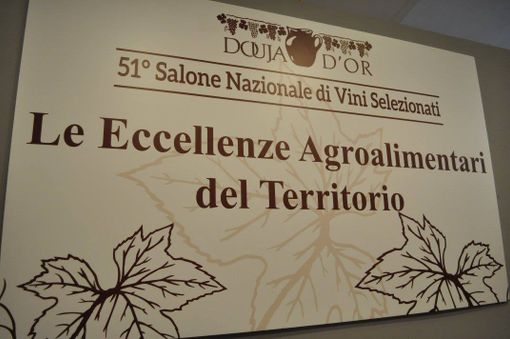 DOUJA D'OR
51° Salone Nazionale di Vini Selezionati
Le Eccellenze Agroalimentari
del Territorio